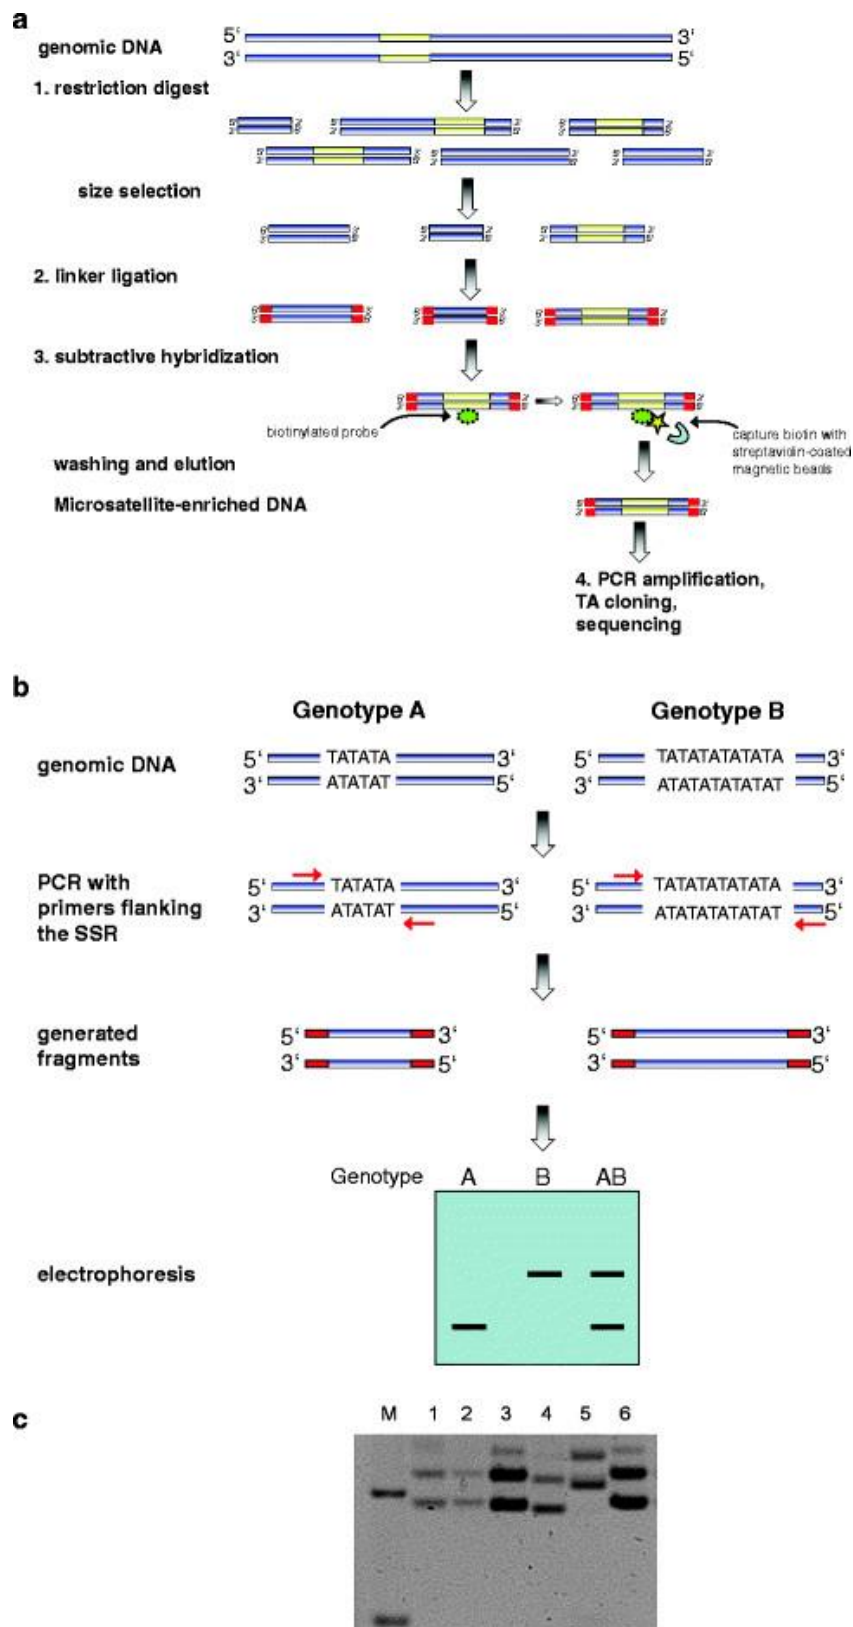 a
genomic DNA
5' 3'
3' 5'
1. restriction digest
size selection
2. linker ligation
3. subtractive hybridization
biotinylated probe
capture biotin with
streptavidin-coated
magnetic beads
washing and elution
Microsatellite-enriched DNA
4. PCR amplification,
TA cloning,
sequencing
b
Genotype A Genotype B
genomic DNA
5' TATATA 3' 5' TATATATATATA 3'
3' ATATAT 5' 3' ATATATATATAT 5'
PCR with
primers flanking
the SSR
5' TATATA 3' 5' TATATATATATA 3'
3' ATATAT 5' 3' ATATATATATAT 5'
generated
fragments
5' 3' 5' 3'
3' 5' 3' 5'
Genotype A B AB
electrophoresis
c
M 1 2 3 4 5 6